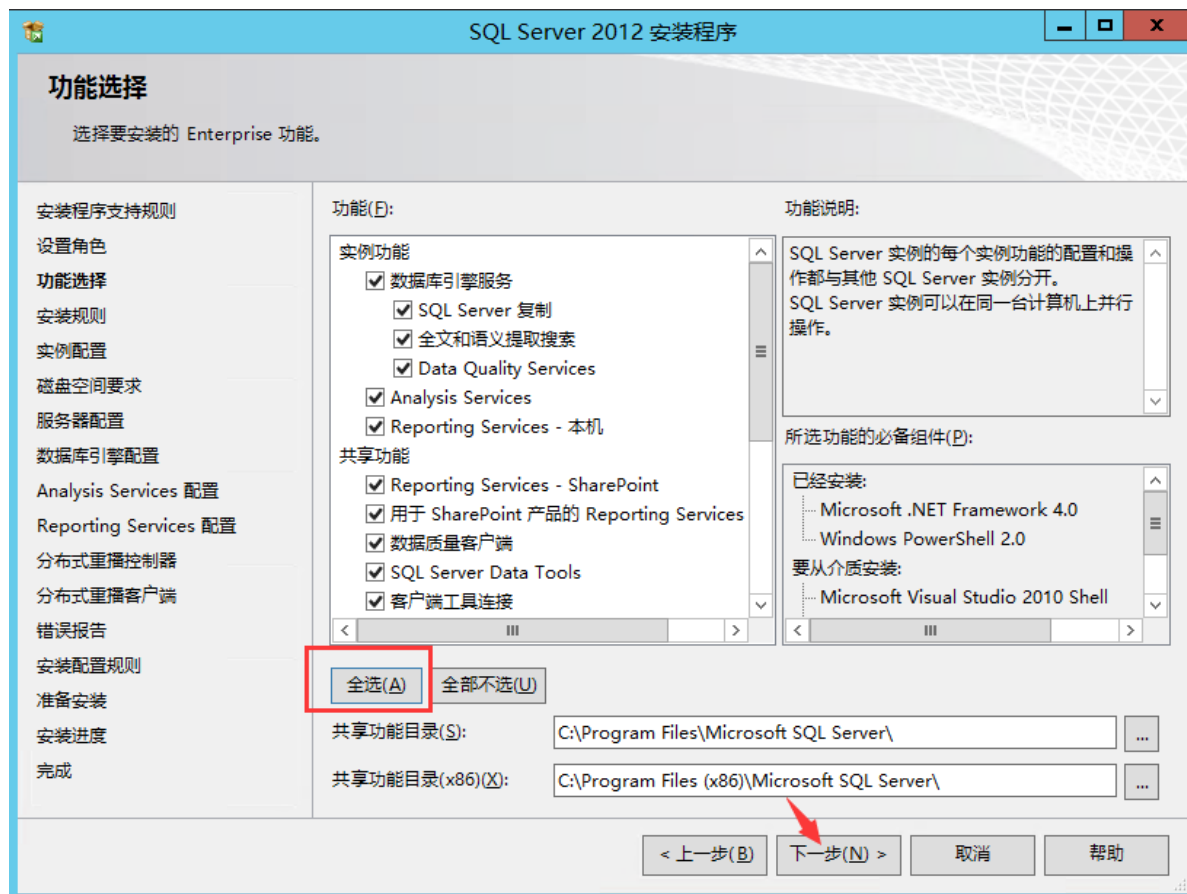 SQL Server 2012 安装程序
功能选择
选择要安装的 Enterprise 功能。
安装程序支持规则
设置角色
功能选择
安装规则
实例配置
磁盘空间要求
服务器配置
数据库引擎配置
Analysis Services 配置
Reporting Services 配置
分布式重播控制器
分布式重播客户端
错误报告
安装配置规则
准备安装
安装进度
完成
功能(F):
实例功能
数据库引擎服务
SQL Server 复制
全文和语义提取搜索
Data Quality Services
Analysis Services
Reporting Services - 本机
共享功能
Reporting Services - SharePoint
用于 SharePoint 产品的 Reporting Services
数据质量客户端
SQL Server Data Tools
客户端工具连接
功能说明:
SQL Server 实例的每个实例功能的配置和操
作都与其他 SQL Server 实例分开。
SQL Server 实例可以在同一台计算机上并行
操作。
所选功能的必备组件(P):
已经安装:
Microsoft .NET Framework 4.0
Windows PowerShell 2.0
要从介质安装:
Microsoft Visual Studio 2010 Shell
全选(A) 全部不选(U)
共享功能目录(S): C:\Program Files\Microsoft SQL Server\ ...
共享功能目录(x86)(X): C:\Program Files (x86)\Microsoft SQL Server\ ...
< 上一步(B) 下一步(N) > 取消 帮助